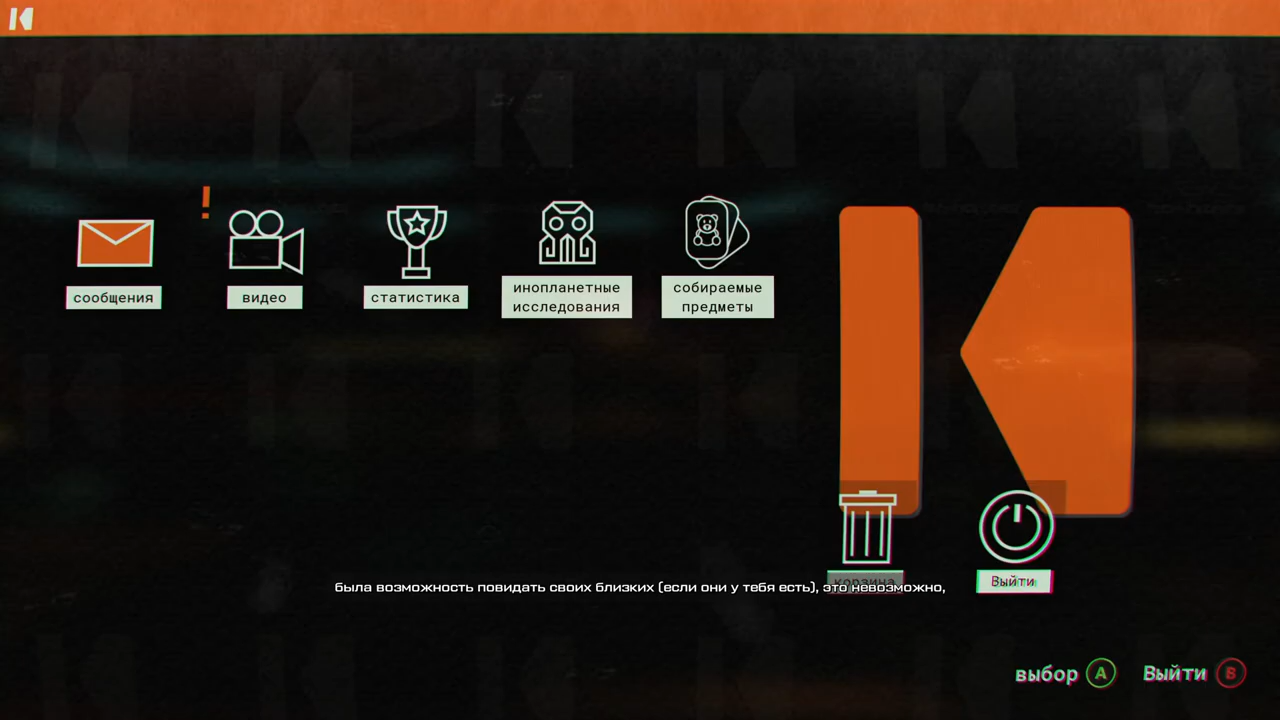 !
сообщения
видео
статистика
инопланетные
исследования
собираемые
предметы
корзина
Выйти
Была возможность повидать своих близких (если они у тебя есть), это невозможно,
выбор A Выйти B